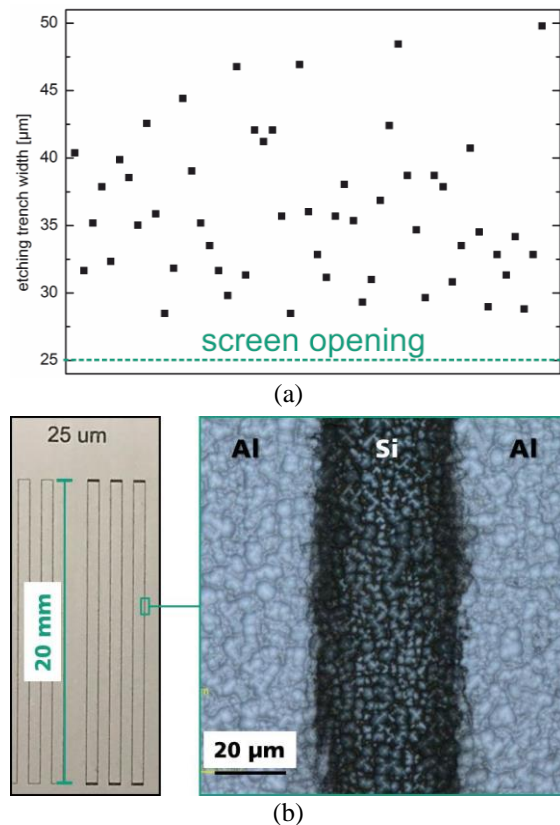 50
45
40
35
30
25
etching trench width [µm]
screen opening
(a)
25 um
20 mm
Al
Si
Al
20 µm
(b)